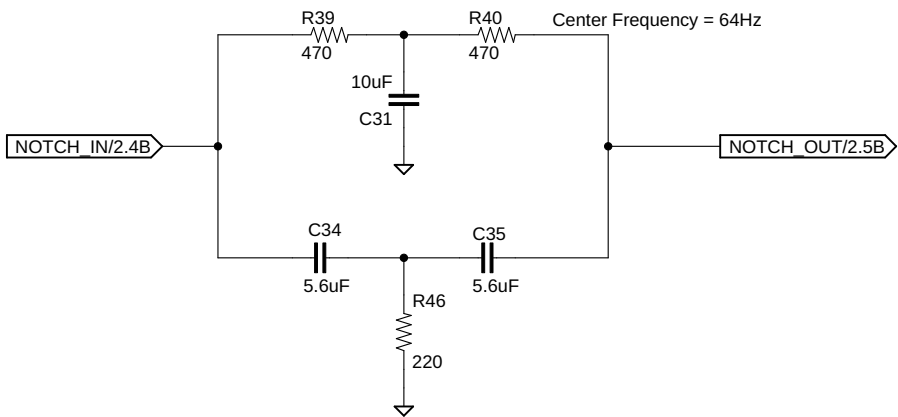 R39
470
R40
470
Center Frequency = 64Hz
10uF
C31
NOTCH_IN/2.4B
NOTCH_OUT/2.5B
C34
5.6uF
C35
5.6uF
R46
220